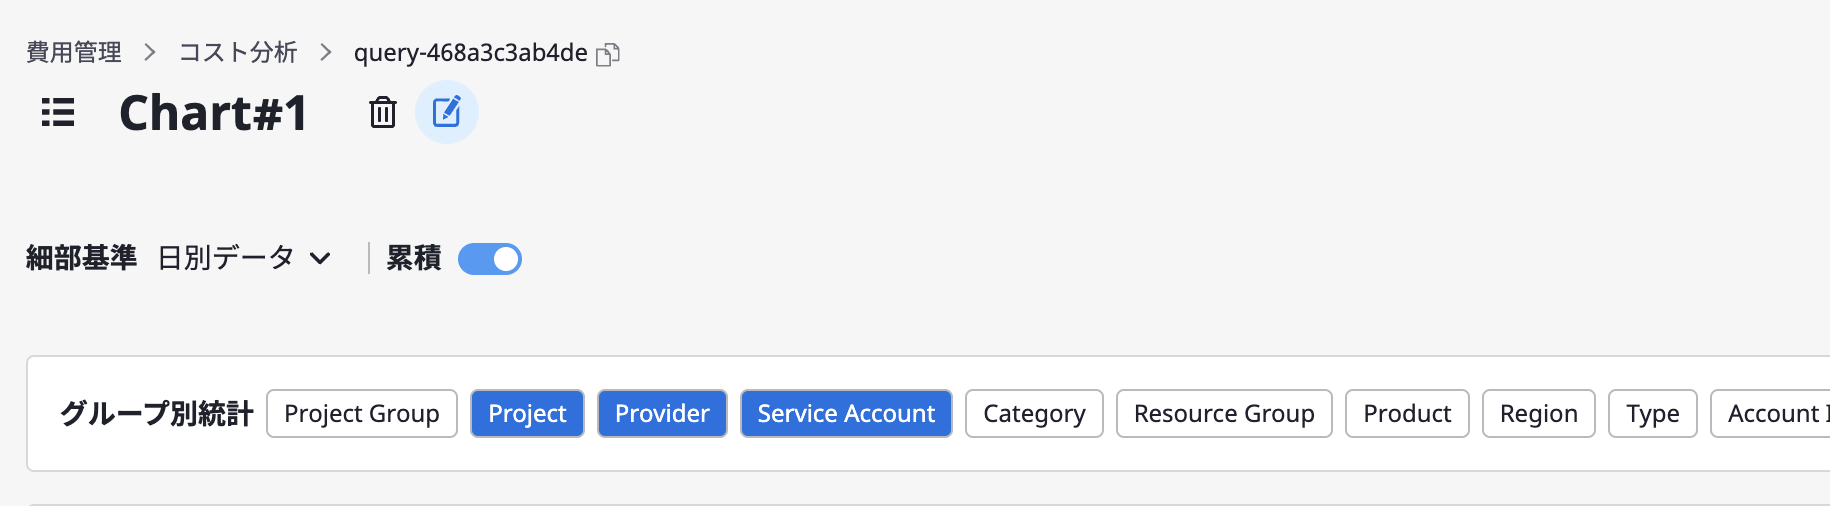 費用管理 > コスト分析 > query-468a3c3ab4de
Chart#1
細部基準 日別データ 累積
グループ別統計 Project Group Project Provider Service Account Category Resource Group Product Region Type Account